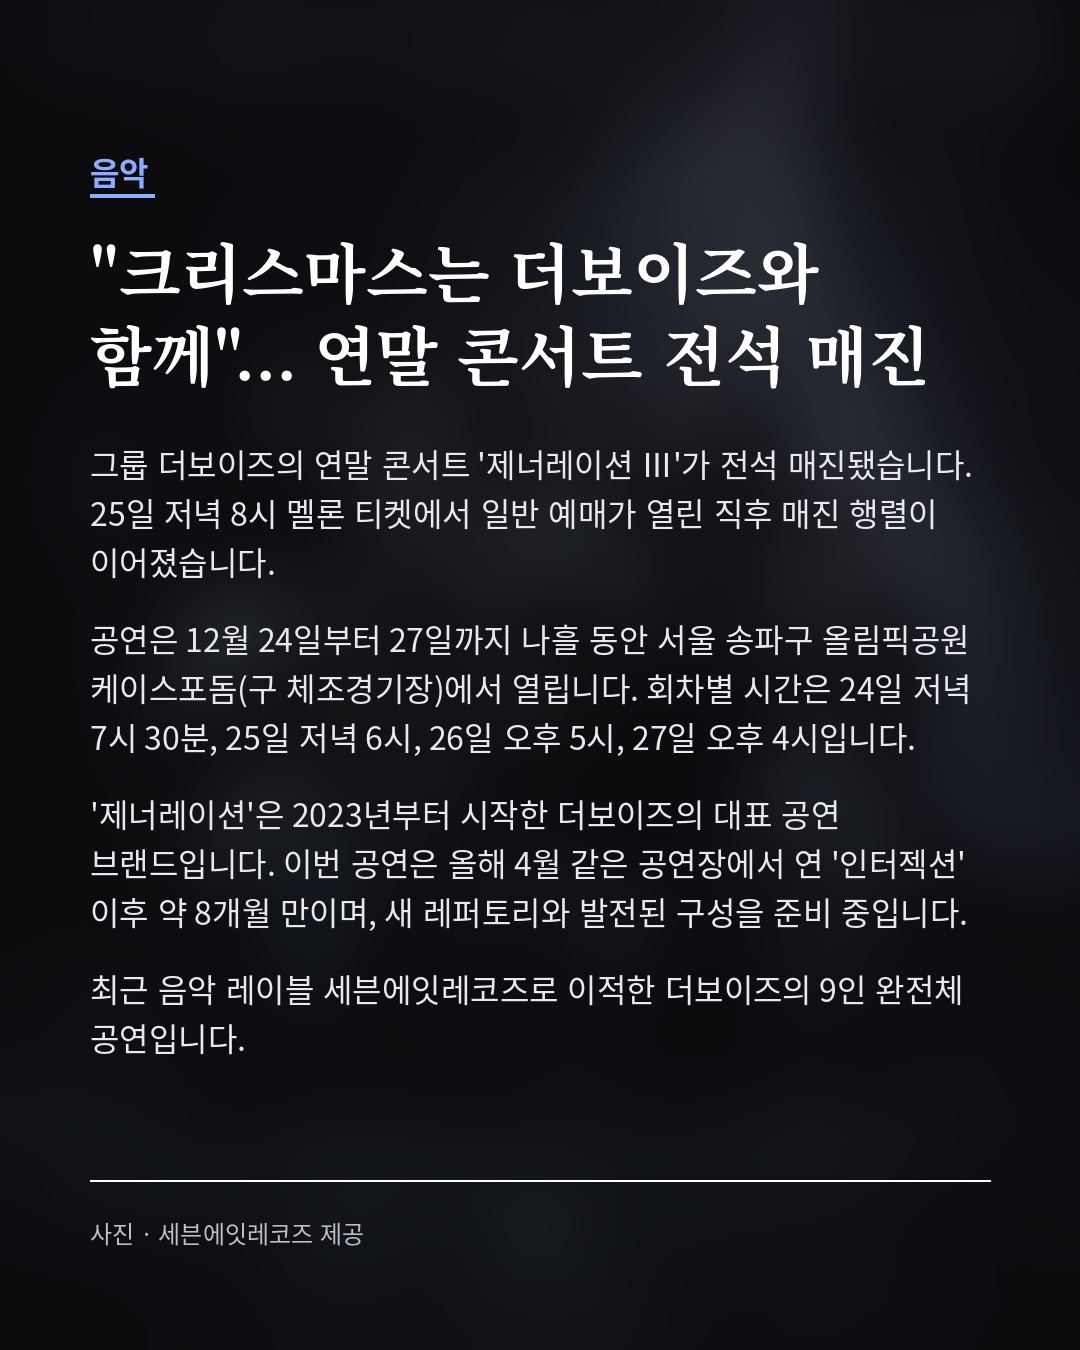 음악
"크리스마스는 더보이즈와
함께"... 연말 콘서트 전석 매진
그룹 더보이즈의 연말 콘서트 '제너레이션 III'가 전석 매진됐습니다.
25일 저녁 8시 멜론 티켓에서 일반 예매가 열린 직후 매진 행렬이
이어졌습니다.
공연은 12월 24일부터 27일까지 나흘 동안 서울 송파구 올림픽공원
케이스포돔(구 체조경기장)에서 열립니다. 회차별 시간은 24일 저녁
7시 30분, 25일 저녁 6시, 26일 오후 5시, 27일 오후 4시입니다.
'제너레이션'은 2023년부터 시작한 더보이즈의 대표 공연
브랜드입니다. 이번 공연은 올해 4월 같은 공연장에서 연 '인터젝션'
이후 약 8개월 만이며, 새 레퍼토리와 발전된 구성을 준비 중입니다.
최근 음악 레이블 세븐에잇레코즈로 이적한 더보이즈의 9인 완전체
공연입니다.
사진 · 세븐에잇레코즈 제공